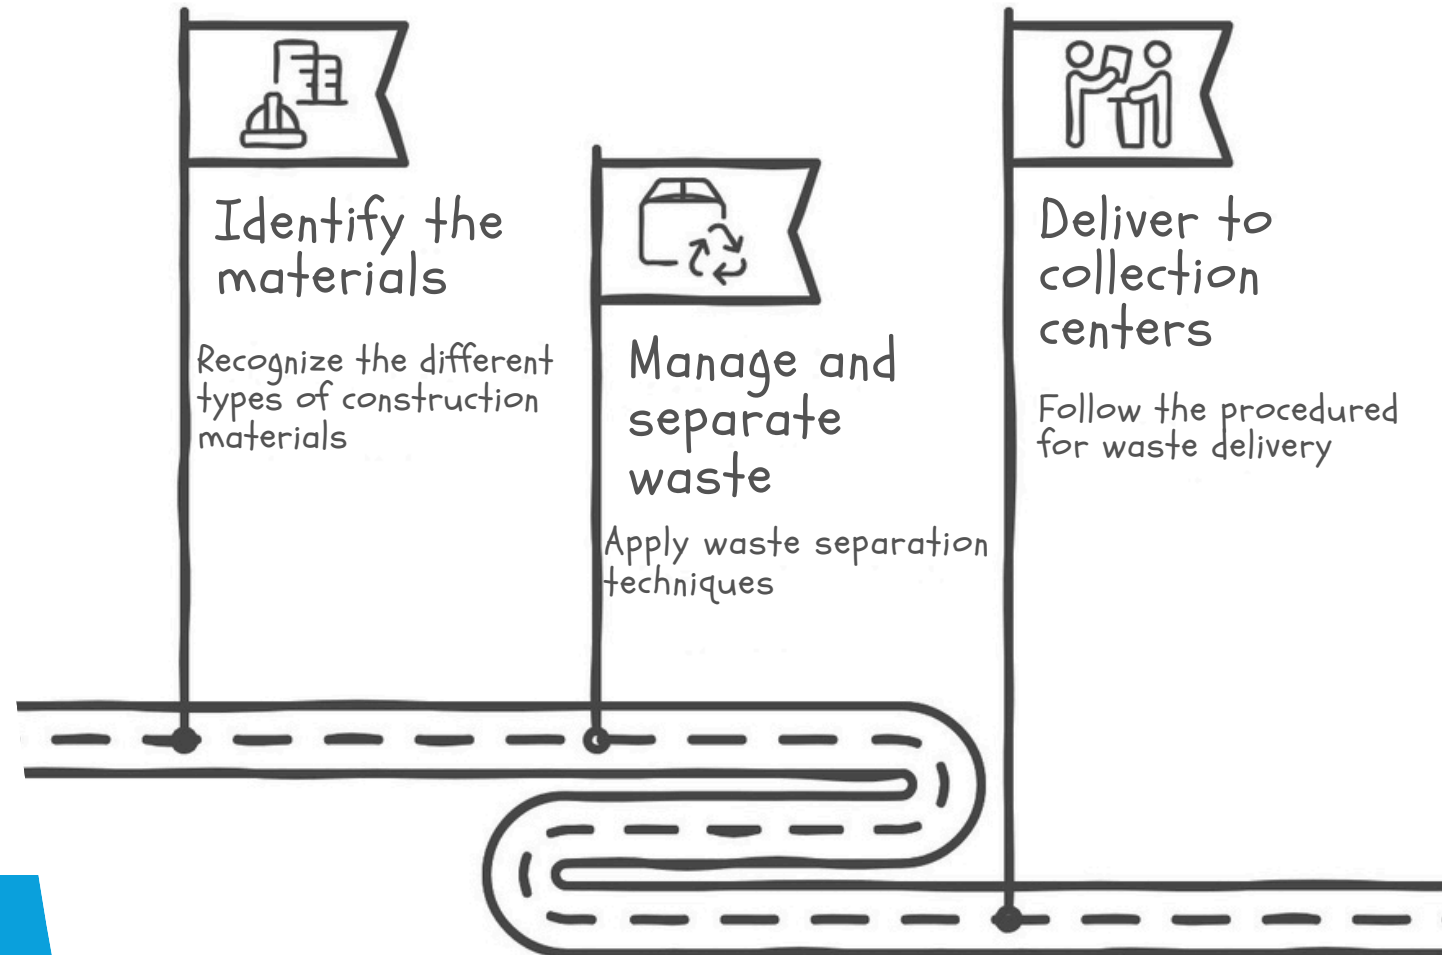 Identify the
materials
Recognize the different
types of construction
materials
Manage and
separate
waste
Apply waste separation
techniques
Deliver to
collection
centers
Follow the procedured
for waste delivery